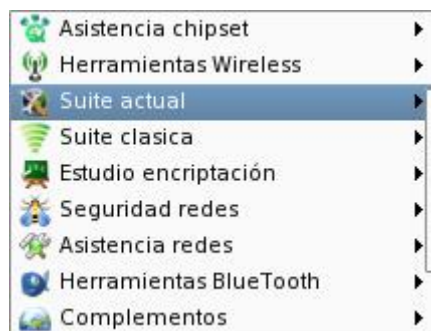 Asistencia chipset
Herramientas Wireless
Suite actual
Suite clasica
Estudio encriptación
Seguridad redes
Asistencia redes
Herramientas BlueTooth
Complementos